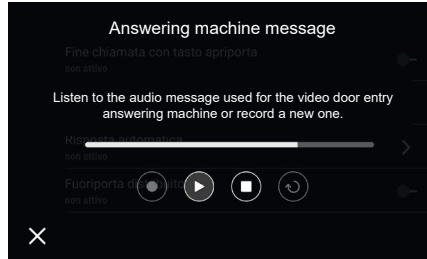 Answering machine message
Fine chiamata con tasto apriporta
non attivo
Listen to the audio message used for the video door entry
answering machine or record a new one.
Risposta automatica
non attivo
Fuoriporta distribuito
non attivo